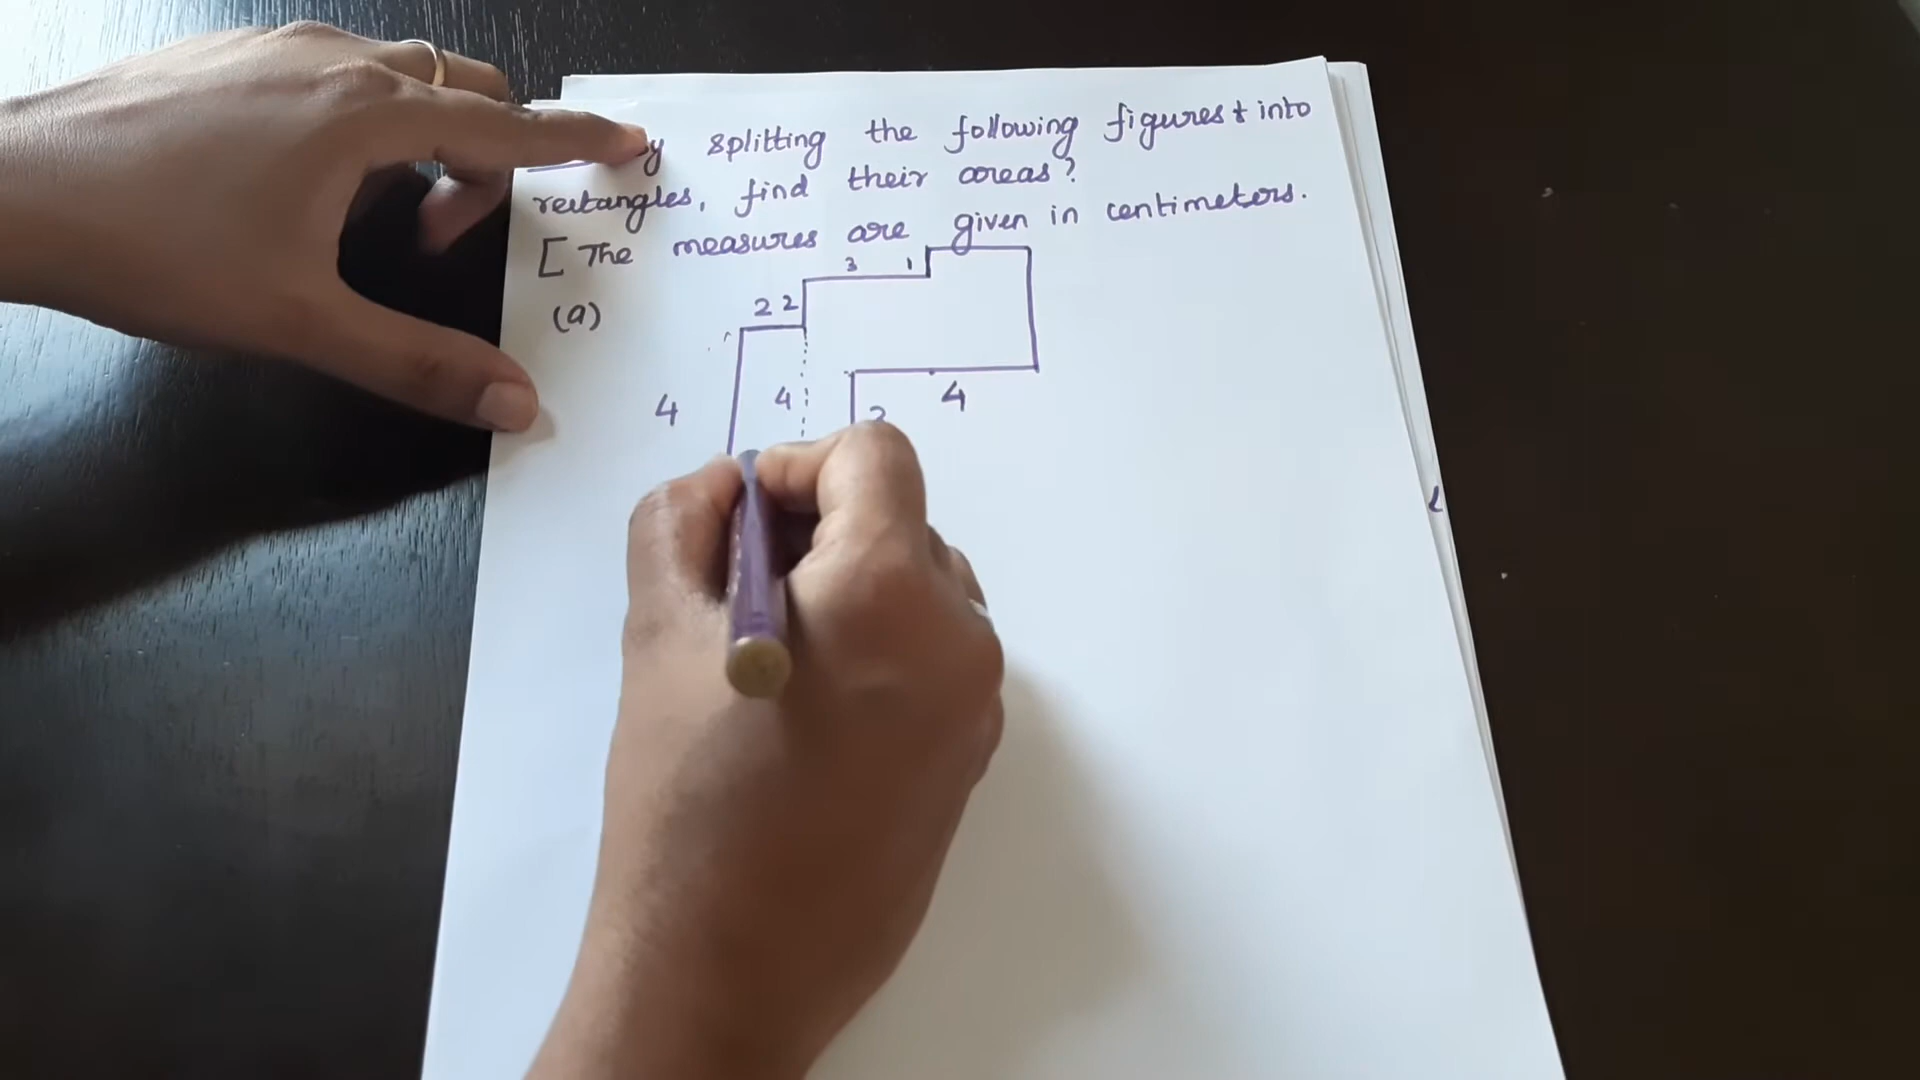 splitting the following figures into
rectangles, find their areas?
[ The measures are given in centimeters.
(a)
3 1
2 2
4 4 4